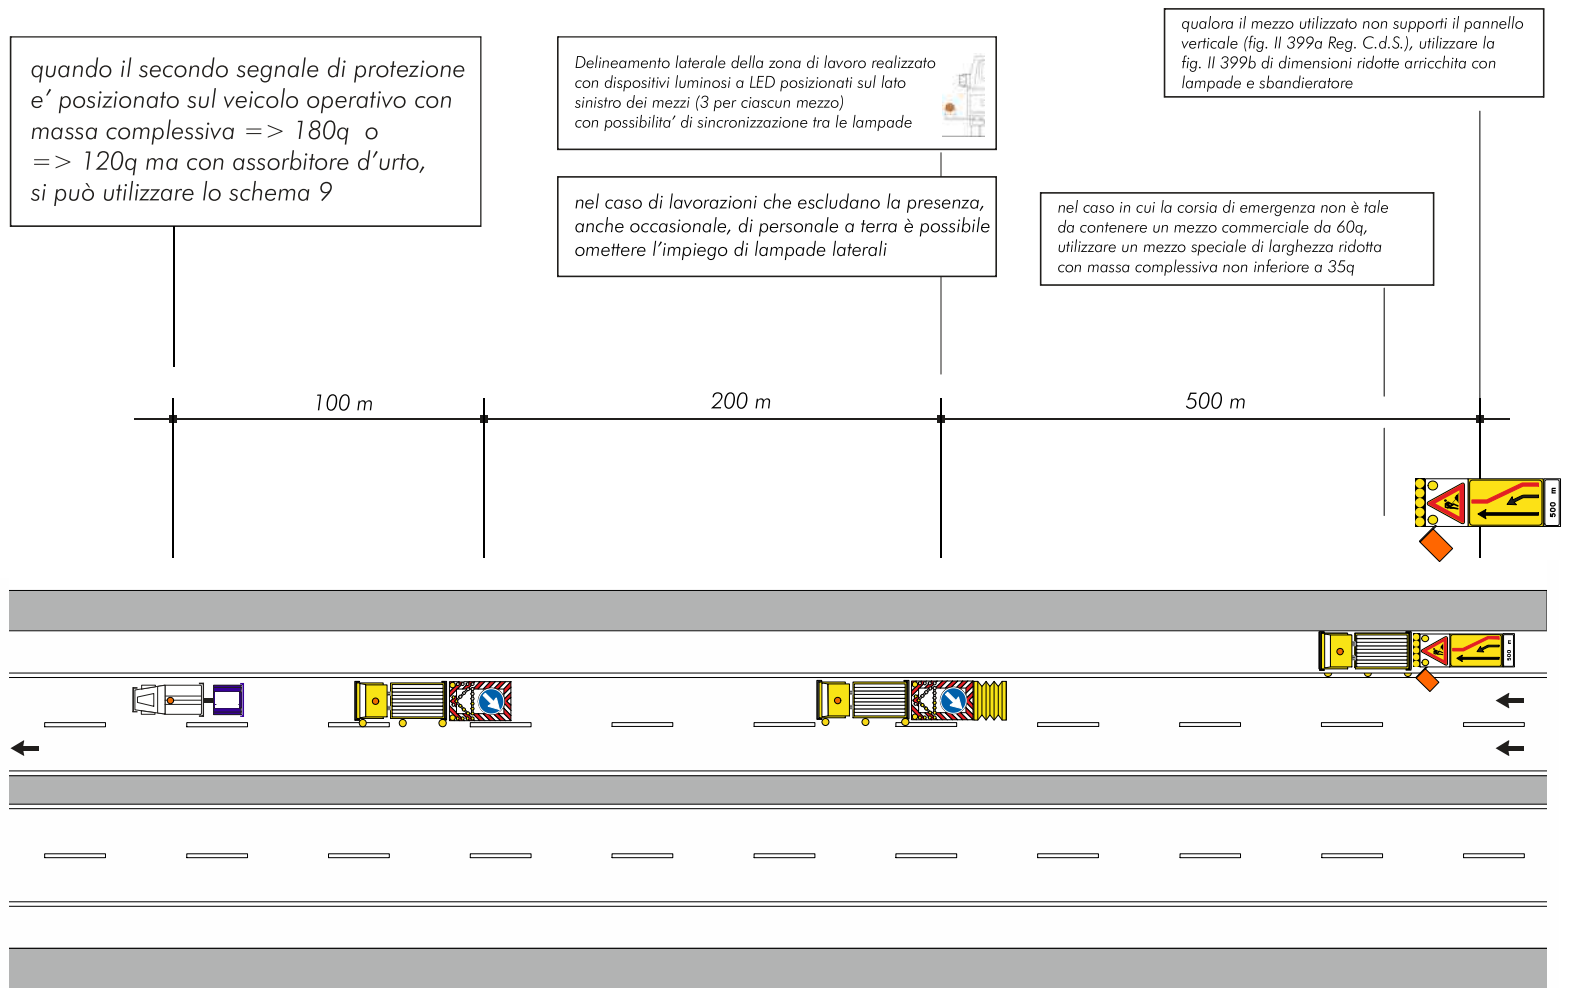 quando il secondo segnale di protezione
e' posizionato sul veicolo operativo con
massa complessiva => 180q o
=> 120q ma con assorbitore d'urto,
si può utilizzare lo schema 9
Delineamento laterale della zona di lavoro realizzato
con dispositivi luminosi a LED posizionati sul lato
sinistro dei mezzi (3 per ciascun mezzo)
con possibilita' di sincronizzazione tra le lampade
nel caso di lavorazioni che escludano la presenza,
anche occasionale, di personale a terra è possibile
omettere l'impiego di lampade laterali
qualora il mezzo utilizzato non supporti il pannello
verticale (fig. II 399a Reg. C.d.S.), utilizzare la
fig. II 399b di dimensioni ridotte arricchita con
lampade e sbandieratore
nel caso in cui la corsia di emergenza non è tale
da contenere un mezzo commerciale da 60q,
utilizzare un mezzo speciale di larghezza ridotta
con massa complessiva non inferiore a 35q
100 m
200 m
500 m
500 m
500 m